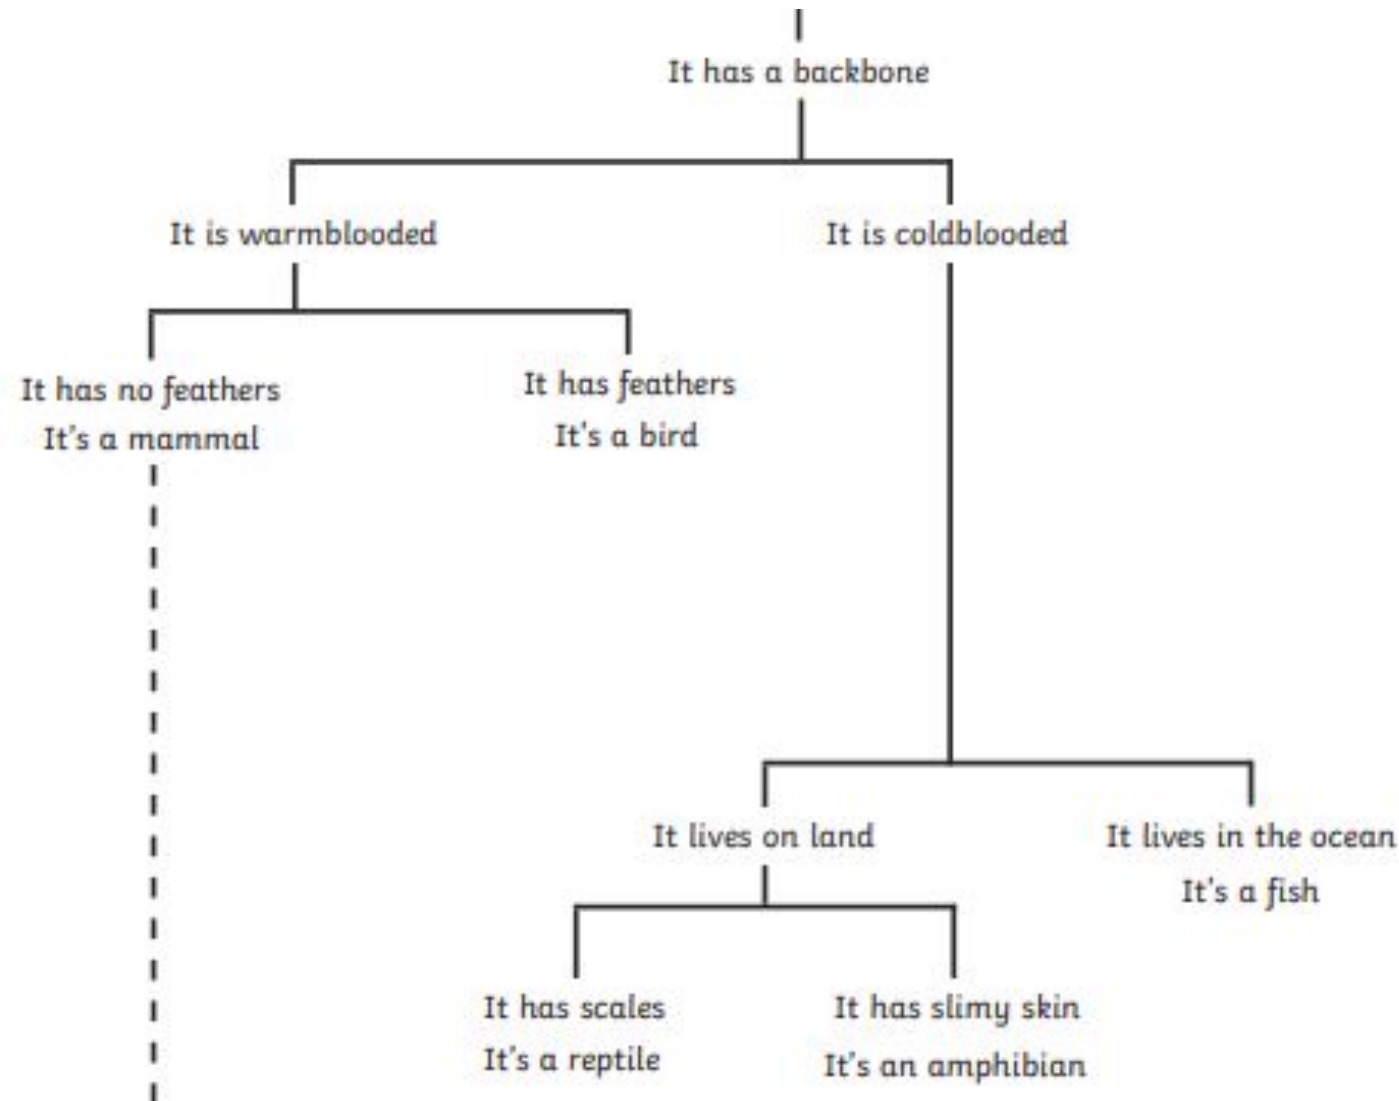 It has a backbone
It is warmblooded
It is coldblooded
It has no feathers
It's a mammal
It has feathers
It's a bird
It lives on land
It lives in the ocean
It's a fish
It has scales
It's a reptile
It has slimy skin
It's an amphibian